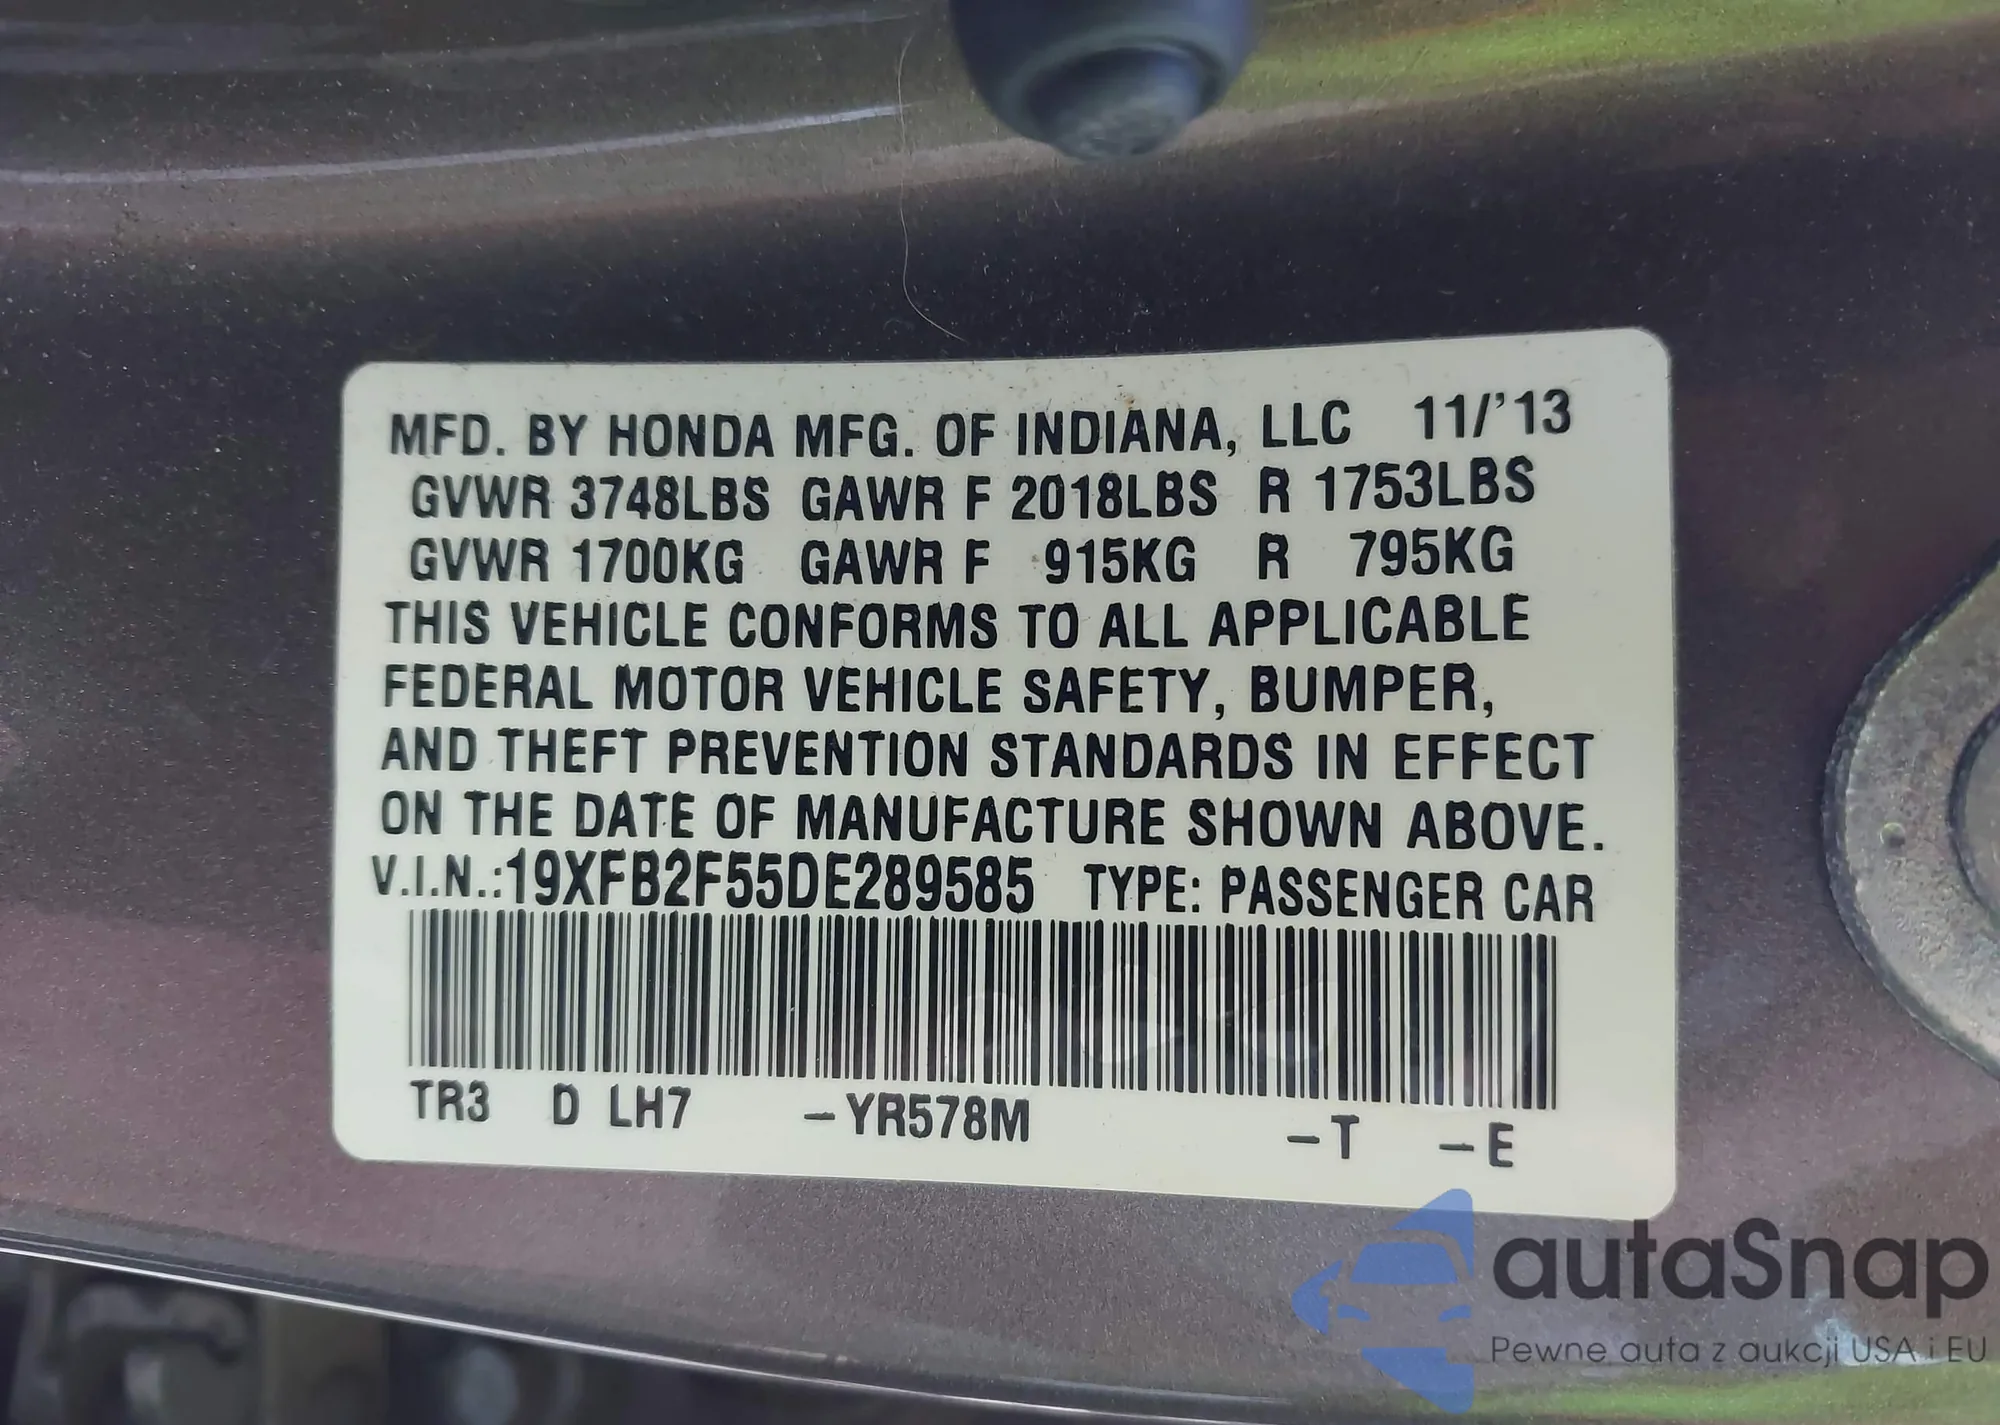 MFD. BY HONDA MFG. OF INDIANA, LLC 11/'13
GVWR 3748LBS GAWR F 2018LBS R 1753LBS
GVWR 1700KG GAWR F 915KG R 795KG
THIS VEHICLE CONFORMS TO ALL APPLICABLE
FEDERAL MOTOR VEHICLE SAFETY, BUMPER,
AND THEFT PREVENTION STANDARDS IN EFFECT
ON THE DATE OF MANUFACTURE SHOWN ABOVE.
V.I.N.:19XFB2F55DE289585 TYPE: PASSENGER CAR
TR3 D LH7 –YR578M –T –E
autaSnap
Pewne auta z aukcji USA i EU